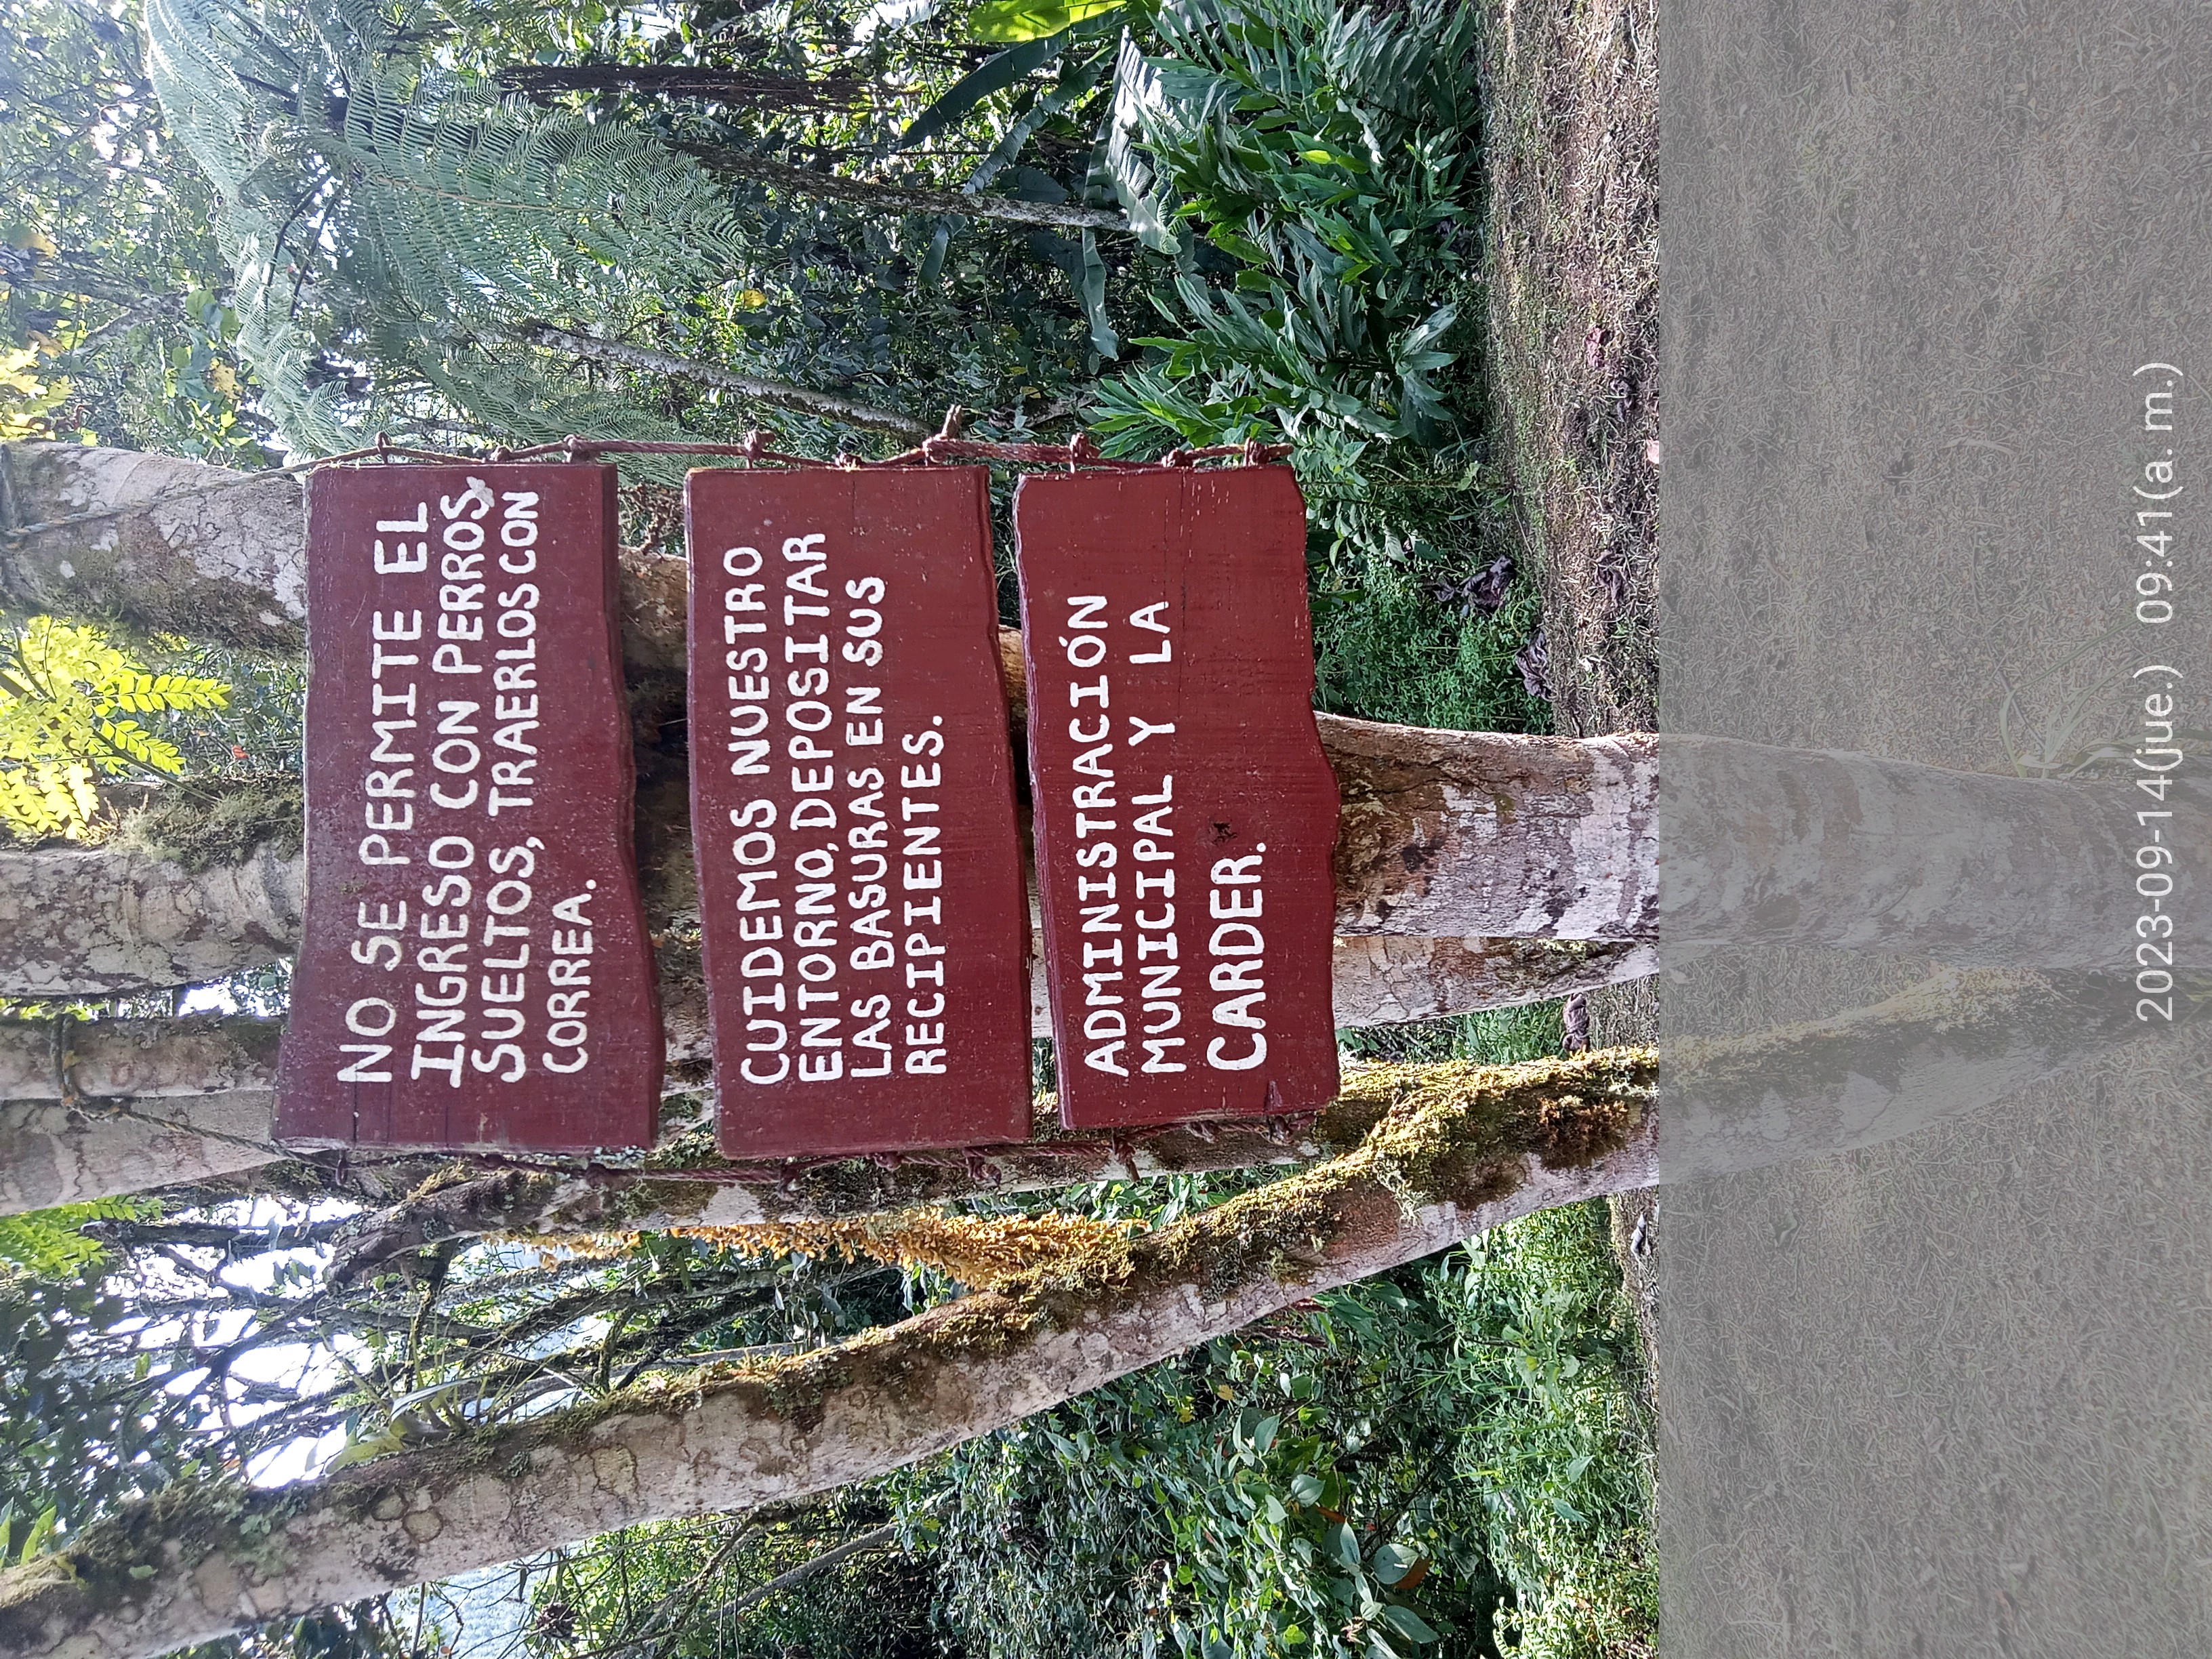 NO SE PERMITE EL
INGRESO CON PERROS
SUELTOS, TRAERLOS CON
CORREA.
CUIDEMOS NUESTRO
ENTORNO, DEPOSITAR
LAS BASURAS EN SUS
RECIPIENTES.
ADMINISTRACIÓN
MUNICIPAL Y LA
CARDER.
2023-09-14(jue.) 09:41(a. m.)